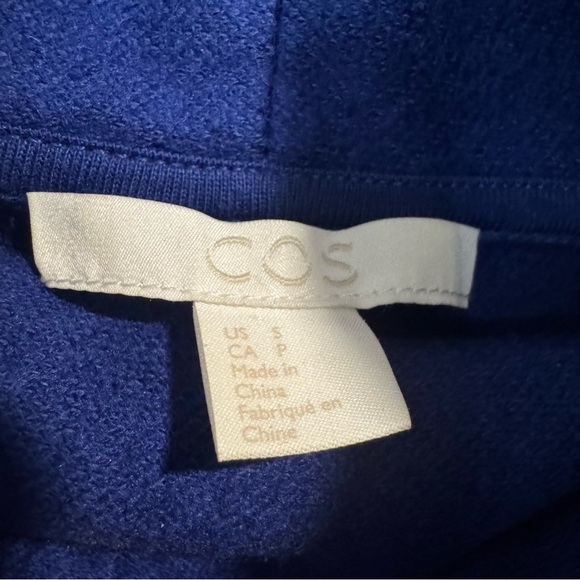 COS
US S
CA P
Made in
China
Fabriqué en
Chine